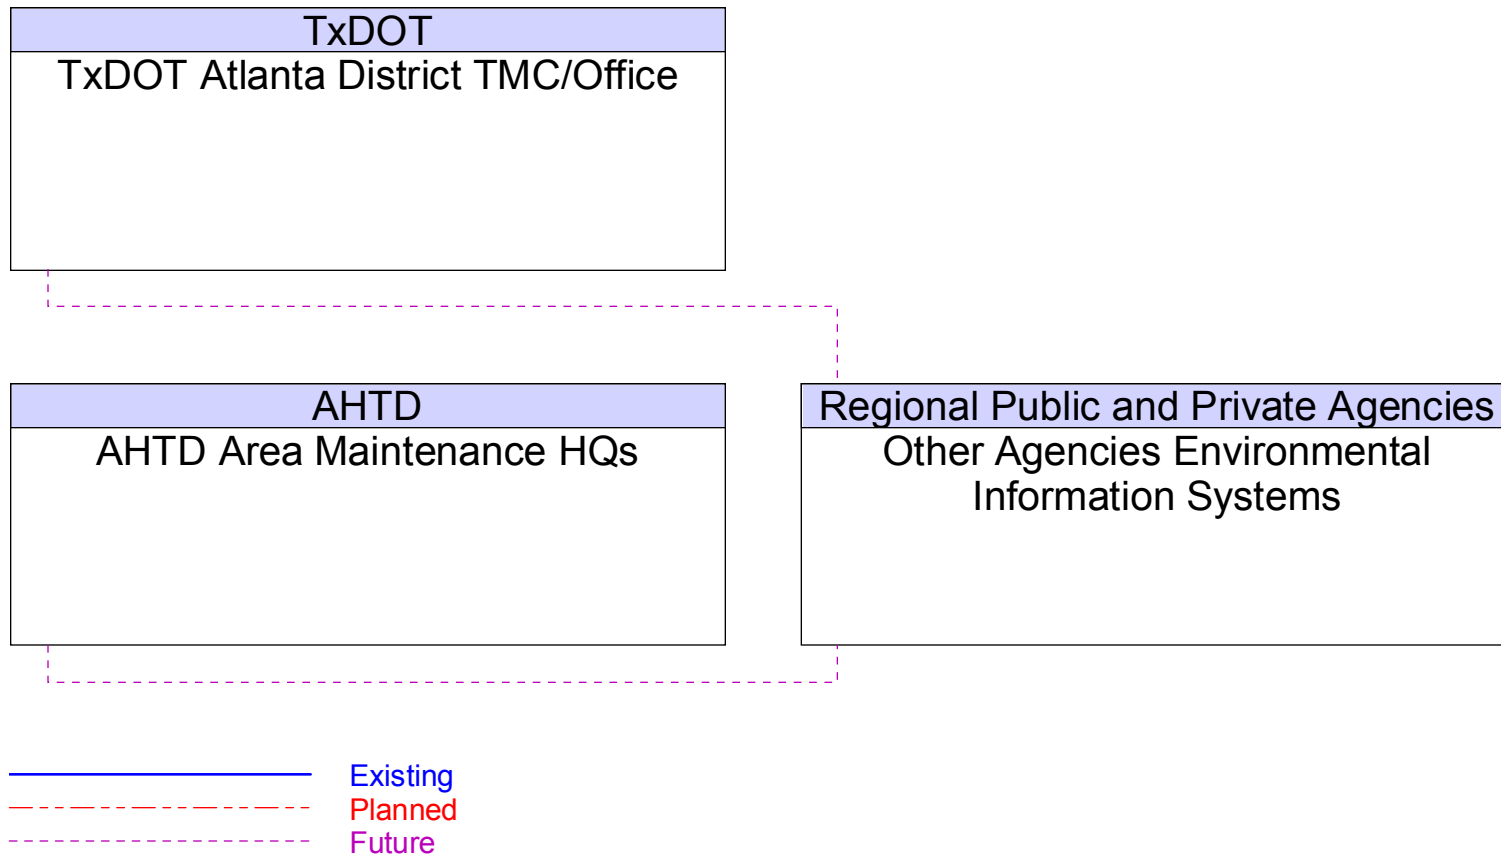 TxDOT
TxDOT Atlanta District TMC/Office
AHTD
AHTD Area Maintenance HQs
Regional Public and Private Agencies
Other Agencies Environmental
Information Systems
Existing
Planned
Future